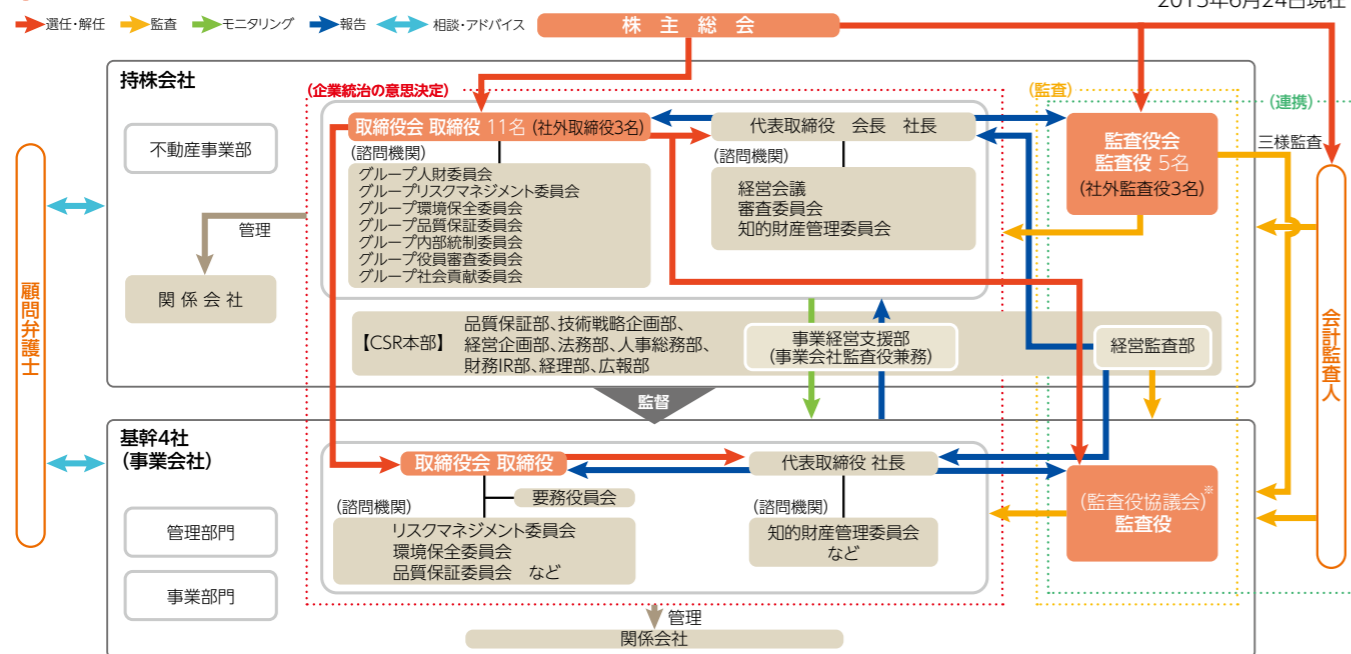 2015年6月24日現在
選任・解任 監査 モニタリング 報告 相談・アドバイス
株主総会
持株会社
(企業統治の意思決定)
(監査)
(連携)
不動産事業部
取締役会 取締役 11名 (社外取締役3名)
(諮問機関)
グループ人財委員会
グループリスクマネジメント委員会
グループ環境保全委員会
グループ品質保証委員会
グループ内部統制委員会
グループ役員審査委員会
グループ社会貢献委員会
代表取締役 会長 社長
(諮問機関)
経営会議
審査委員会
知的財産管理委員会
監査役会
監査役 5名
(社外監査役3名)
三様監査
管理
関係会社
顧問弁護士
会計監査人
【CSR本部】
品質保証部、技術戦略企画部、
経営企画部、法務部、人事総務部、
財務IR部、経理部、広報部
事業経営支援部
(事業会社監査役兼務)
経営監査部
監督
基幹4社
(事業会社)
取締役会 取締役
要務役員会
(諮問機関)
リスクマネジメント委員会
環境保全委員会
品質保証委員会 など
代表取締役 社長
(諮問機関)
知的財産管理委員会
など
(監査役協議会)※
監査役
管理部門
事業部門
管理
関係会社